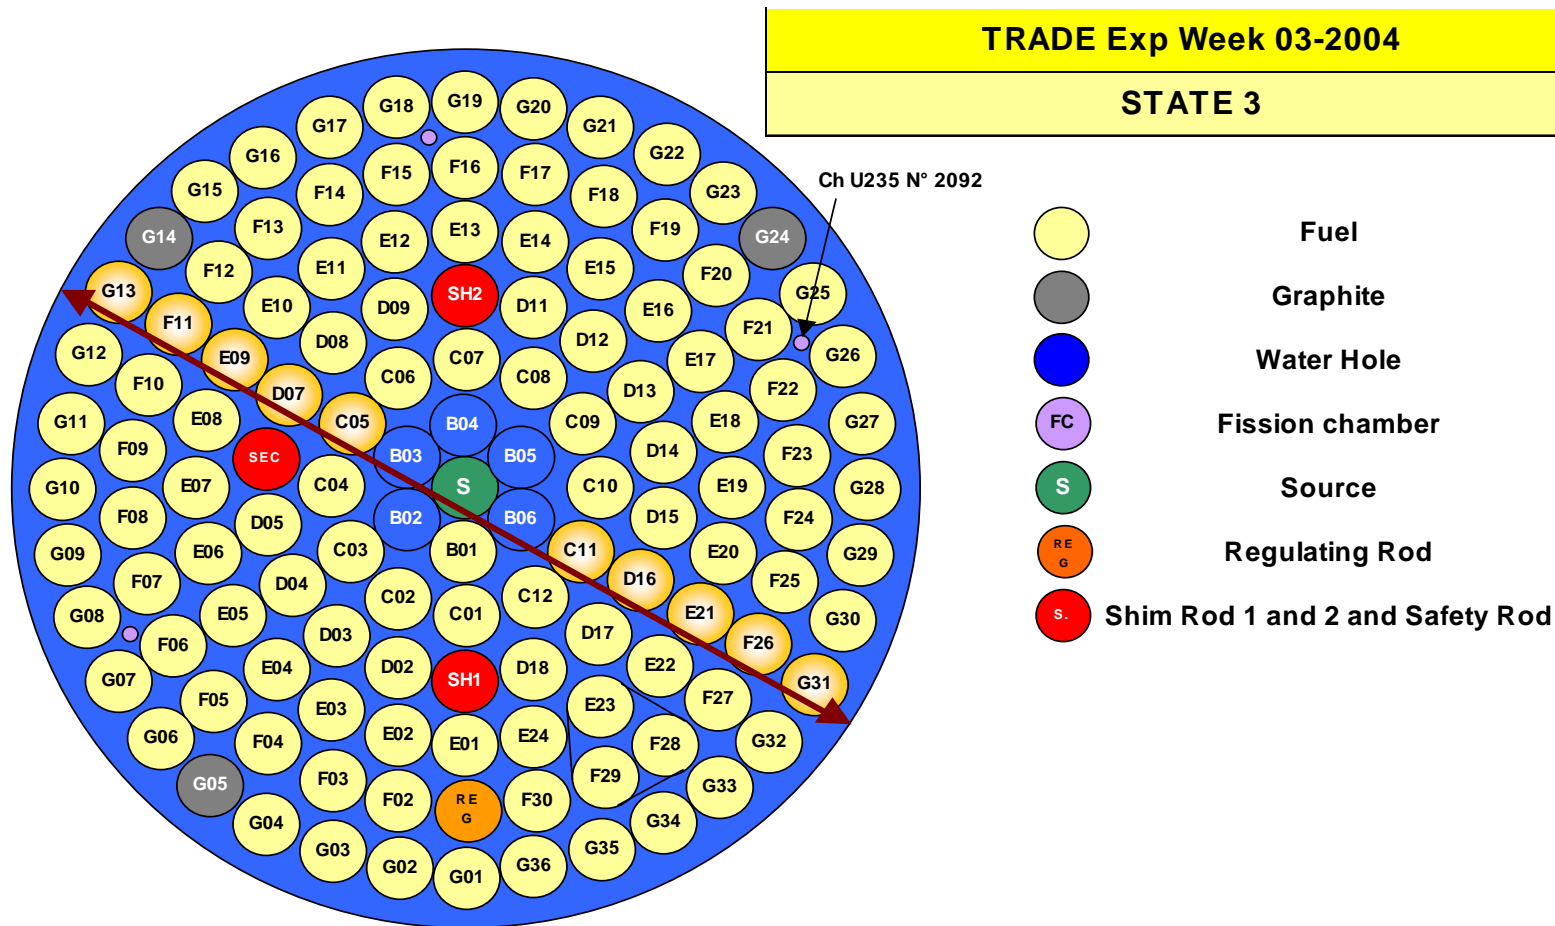 TRADE Exp Week 03-2004
STATE 3
Ch U235 N° 2092
G19
G18 G20
G17 G21
G16 G22
F16
F15 F17
G15 F14 F18 G23
F13 E13 F19
G14 E12 E14 G24
F12 E11 E15 F20
G13 SH2 G25
E10 D09 D11 E16
F11 F21
D08 D12
G12 E09 C07 E17 G26
F10 C06 C08 F22
D07 D13
G11 E08 C05 B04 C09 E18 G27
F09 SEC B03 B05 D14 F23
G10 E07 C04 S C10 E19 G28
F08 D05 B02 B06 D15 F24
G09 E06 C03 B01 C11 E20 G29
F07 D04 D16 F25
C02 C12
G08 E05 C01 E21 G30
D03 D17
F06 F26
E04 D02 D18 E22
G07 SH1 G31
F05 E03 E23 F27
G06 F04 E02 E01 E24 F28 G32
G05 F03 F29 G33
F02 RE
G F30
G04 G34
G03 G35
G02 G01 G36
Fuel
Graphite
Water Hole
FC Fission chamber
S Source
RE
G Regulating Rod
S. Shim Rod 1 and 2 and Safety Rod